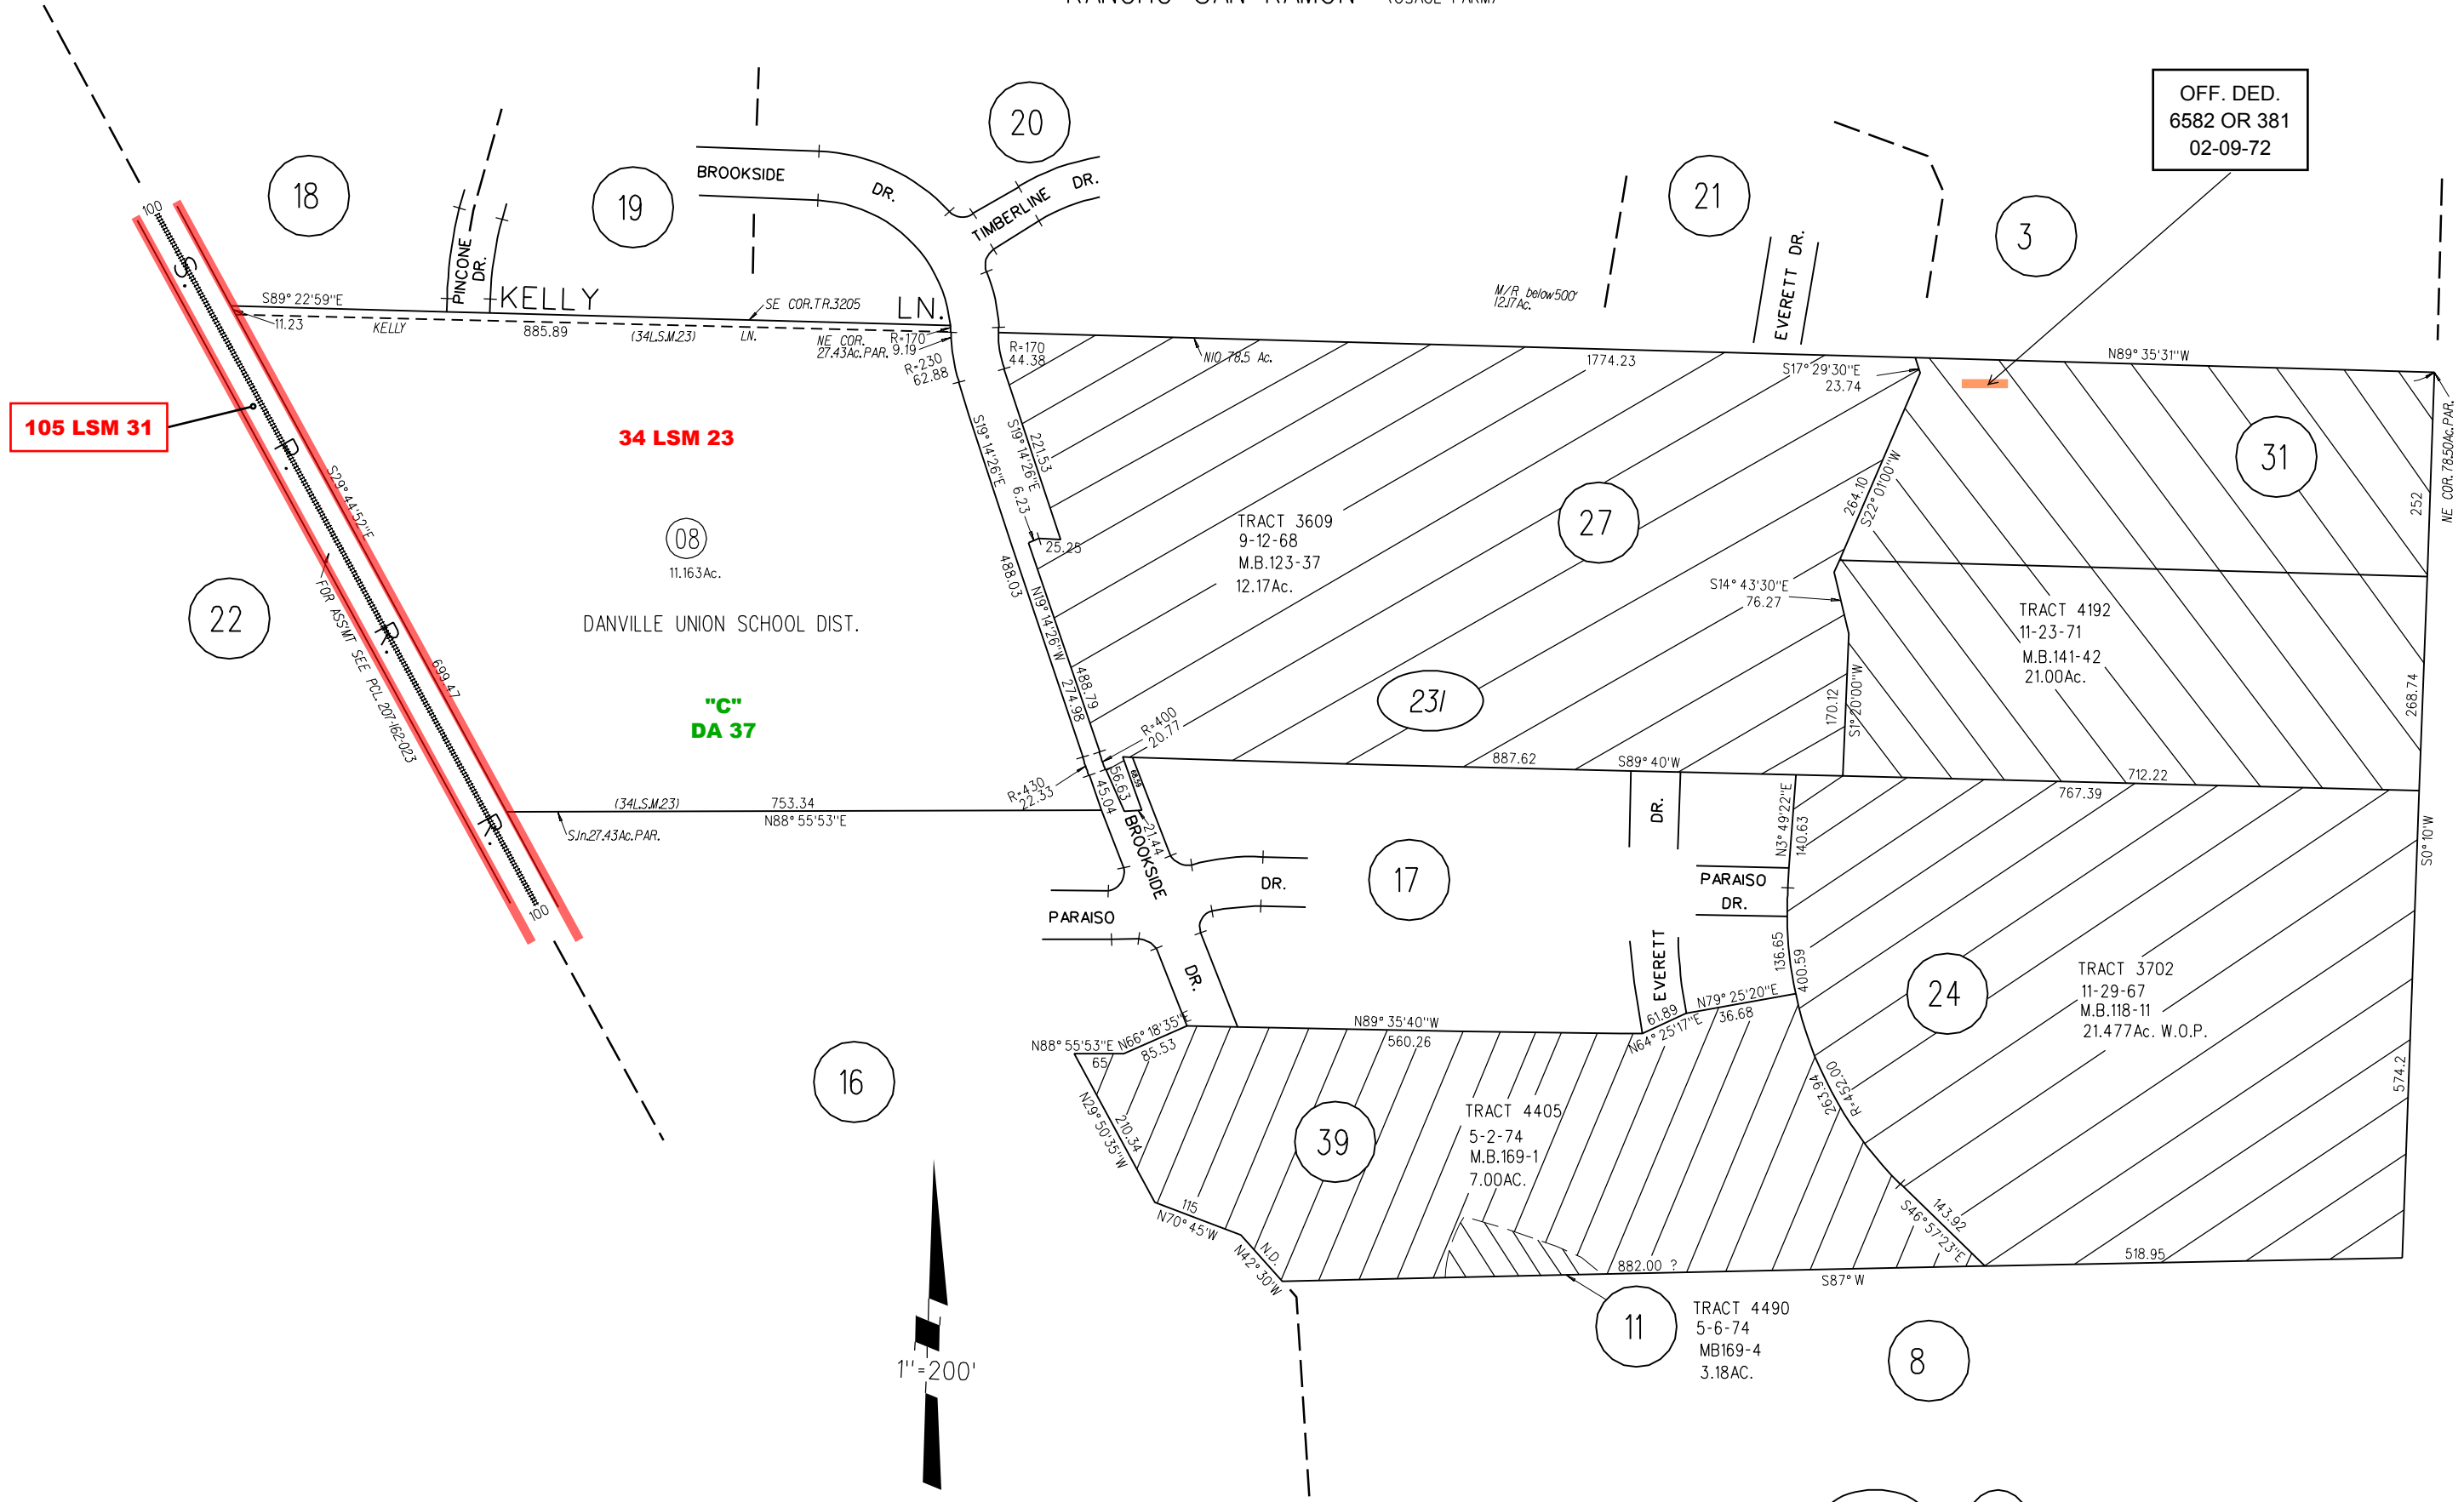 OFF. DED.
6582 OR 381
02-09-72
20
18
19
21
3
BROOKSIDE
DR.
TIMBERLINE DR.
PINCONE
DR.
EVERETT DR.
100
S. P. R. R.
S89° 22'59"E
11.23
KELLY LN.
KELLY
885.89
(34L.S.M.23)
LN.
SE COR.TR.3205
NE COR.
27.43Ac.PAR.
R=170
9.19
R=230
62.88
R=170
44.38
N10 78.5 Ac.
M/R below500'
12.17Ac.
1774.23
S17° 29'30"E
23.74
N89° 35'31"W
NE COR. 78.50Ac.PAR.
105 LSM 31
34 LSM 23
S29° 44'52"E
699.47
FOR ASS'MT SEE PCL. 207-162-023
22
08
11.163Ac.
DANVILLE UNION SCHOOL DIST.
"C"
DA 37
S19° 14'26"E
488.03
S19° 14'26"E
221.53
6.23
25.25
N19° 14'26"W
488.79
274.98
TRACT 3609
9-12-68
M.B.123-37
12.17Ac.
27
264.10
S22° 01'00"W
31
252
S14° 43'30"E
76.27
TRACT 4192
11-23-71
M.B.141-42
21.00Ac.
231
170.12
S1° 20'00"W
268.74
R=400
20.77
887.62
S89° 40'W
712.22
767.39
R=430
22.33
56.63
45.04
21.44
(34L.S.M.23)
753.34
N88° 55'53"E
S.ln.27.43Ac.PAR.
BROOKSIDE
DR.
DR.
PARAISO
17
DR.
EVERETT
N3° 49'22"E
140.63
PARAISO
DR.
136.65
400.59
S0° 10'W
100
16
N88° 55'53"E
65
N66° 18'35"E
85.53
N89° 35'40"W
560.26
61.89
N64° 25'17"E
N79° 25'20"E
36.68
24
TRACT 3702
11-29-67
M.B.118-11
21.477Ac. W.O.P.
574.2
R=452.00
263.94
N29° 50'35"W
210.34
39
TRACT 4405
5-2-74
M.B.169-1
7.00AC.
115
N70° 45'W
N.D.
N42° 30'W
882.00 ?
S87° W
S46° 57'23"E
143.92
518.95
11
TRACT 4490
5-6-74
MB169-4
3.18AC.
8
1"=200'